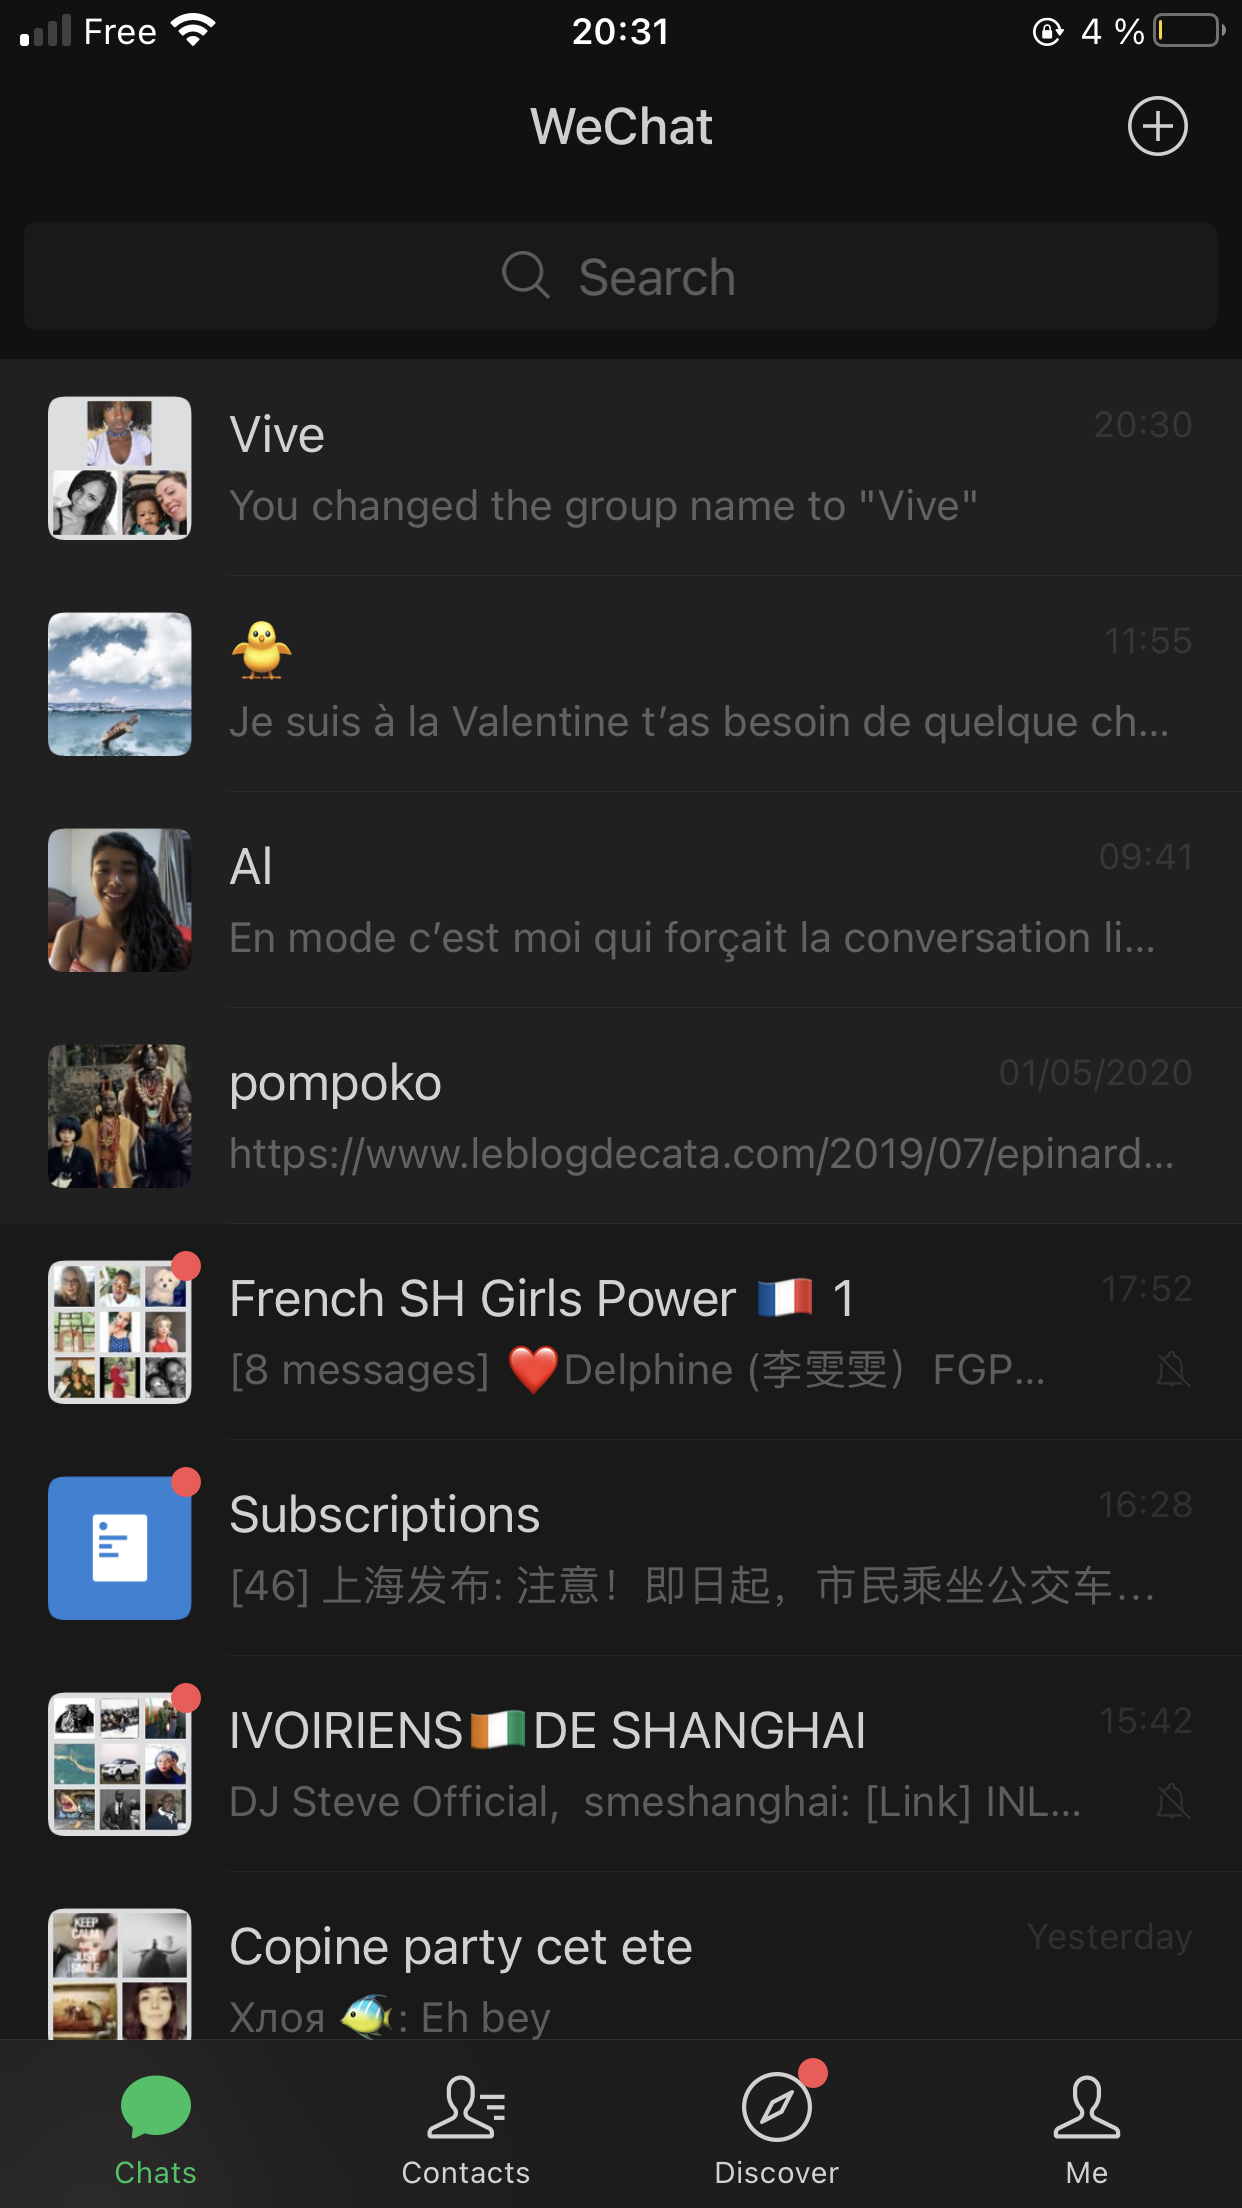 Free 20:31 4 %
WeChat
Search
Vive 20:30
You changed the group name to "Vive"
🐥 11:55
Je suis à la Valentine t’as besoin de quelque ch...
Al 09:41
En mode c’est moi qui forçait la conversation li...
pompoko 01/05/2020
https://www.leblogdecata.com/2019/07/epinard...
French SH Girls Power 🇫🇷 1 17:52
[8 messages] ❤️Delphine (李雯雯）FGP...
Subscriptions 16:28
[46] 上海发布: 注意！即日起，市民乘坐公交车...
IVOIRIENS🇨🇮DE SHANGHAI 15:42
DJ Steve Official，smeshanghai: [Link] INL...
KEEP
CALM
AND
JUST
SMILE
Copine party cet ete Yesterday
Хлоя 🐠: Eh bey
Chats Contacts Discover Me